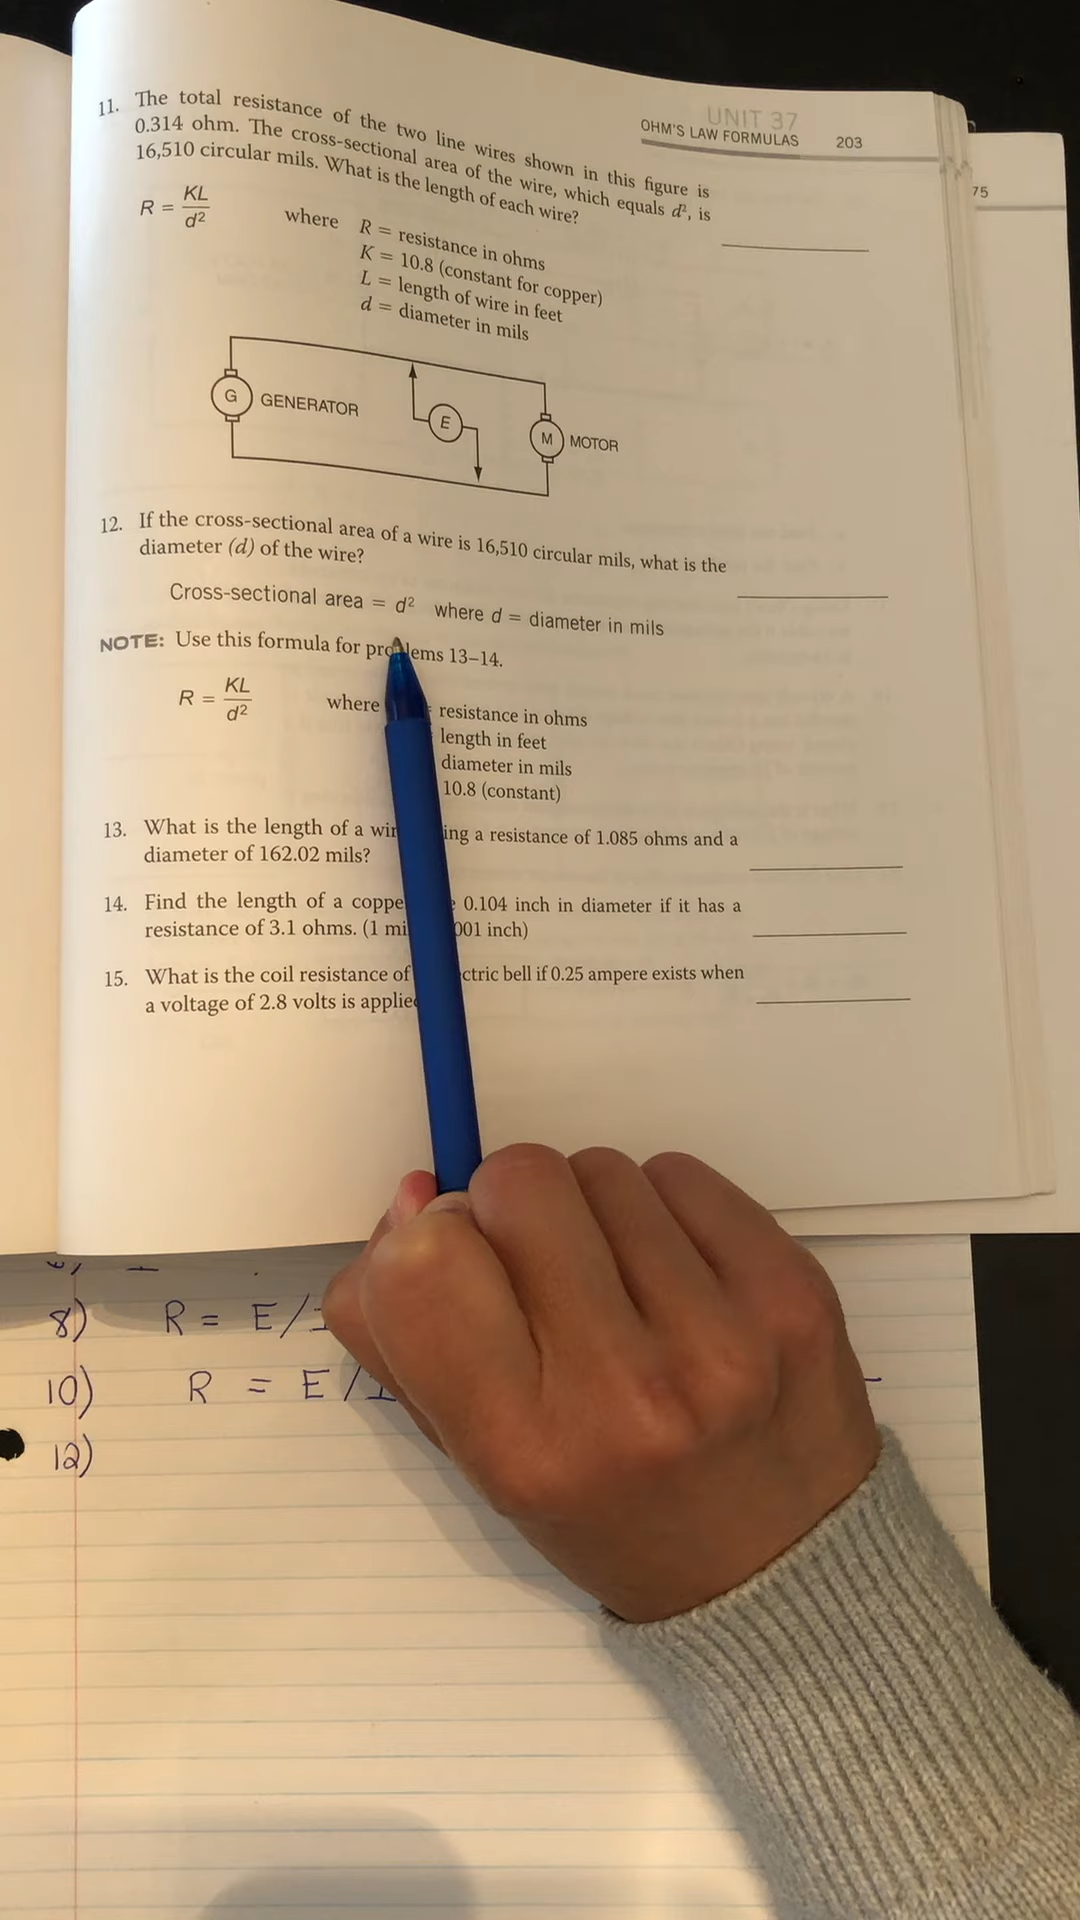 UNIT 37
OHM'S LAW FORMULAS 203
75
11. The total resistance of the two line wires shown in this figure is
0.314 ohm. The cross-sectional area of the wire, which equals d², is
16,510 circular mils. What is the length of each wire?
R = KL/d² where R = resistance in ohms
K = 10.8 (constant for copper)
L = length of wire in feet
d = diameter in mils
G GENERATOR
E
M MOTOR
12. If the cross-sectional area of a wire is 16,510 circular mils, what is the
diameter (d) of the wire?
Cross-sectional area = d² where d = diameter in mils
NOTE: Use this formula for problems 13–14.
R = KL/d² where = resistance in ohms
length in feet
diameter in mils
10.8 (constant)
13. What is the length of a ing a resistance of 1.085 ohms and a
diameter of 162.02 mils?
14. Find the length of a 0.104 inch in diameter if it has a
resistance of 3.1 ohms. (1 001 inch)
15. What is the coil resistance of ctric bell if 0.25 ampere exists when
a voltage of 2.8 volts is
8) R = E/I
10) R = E/I
12)